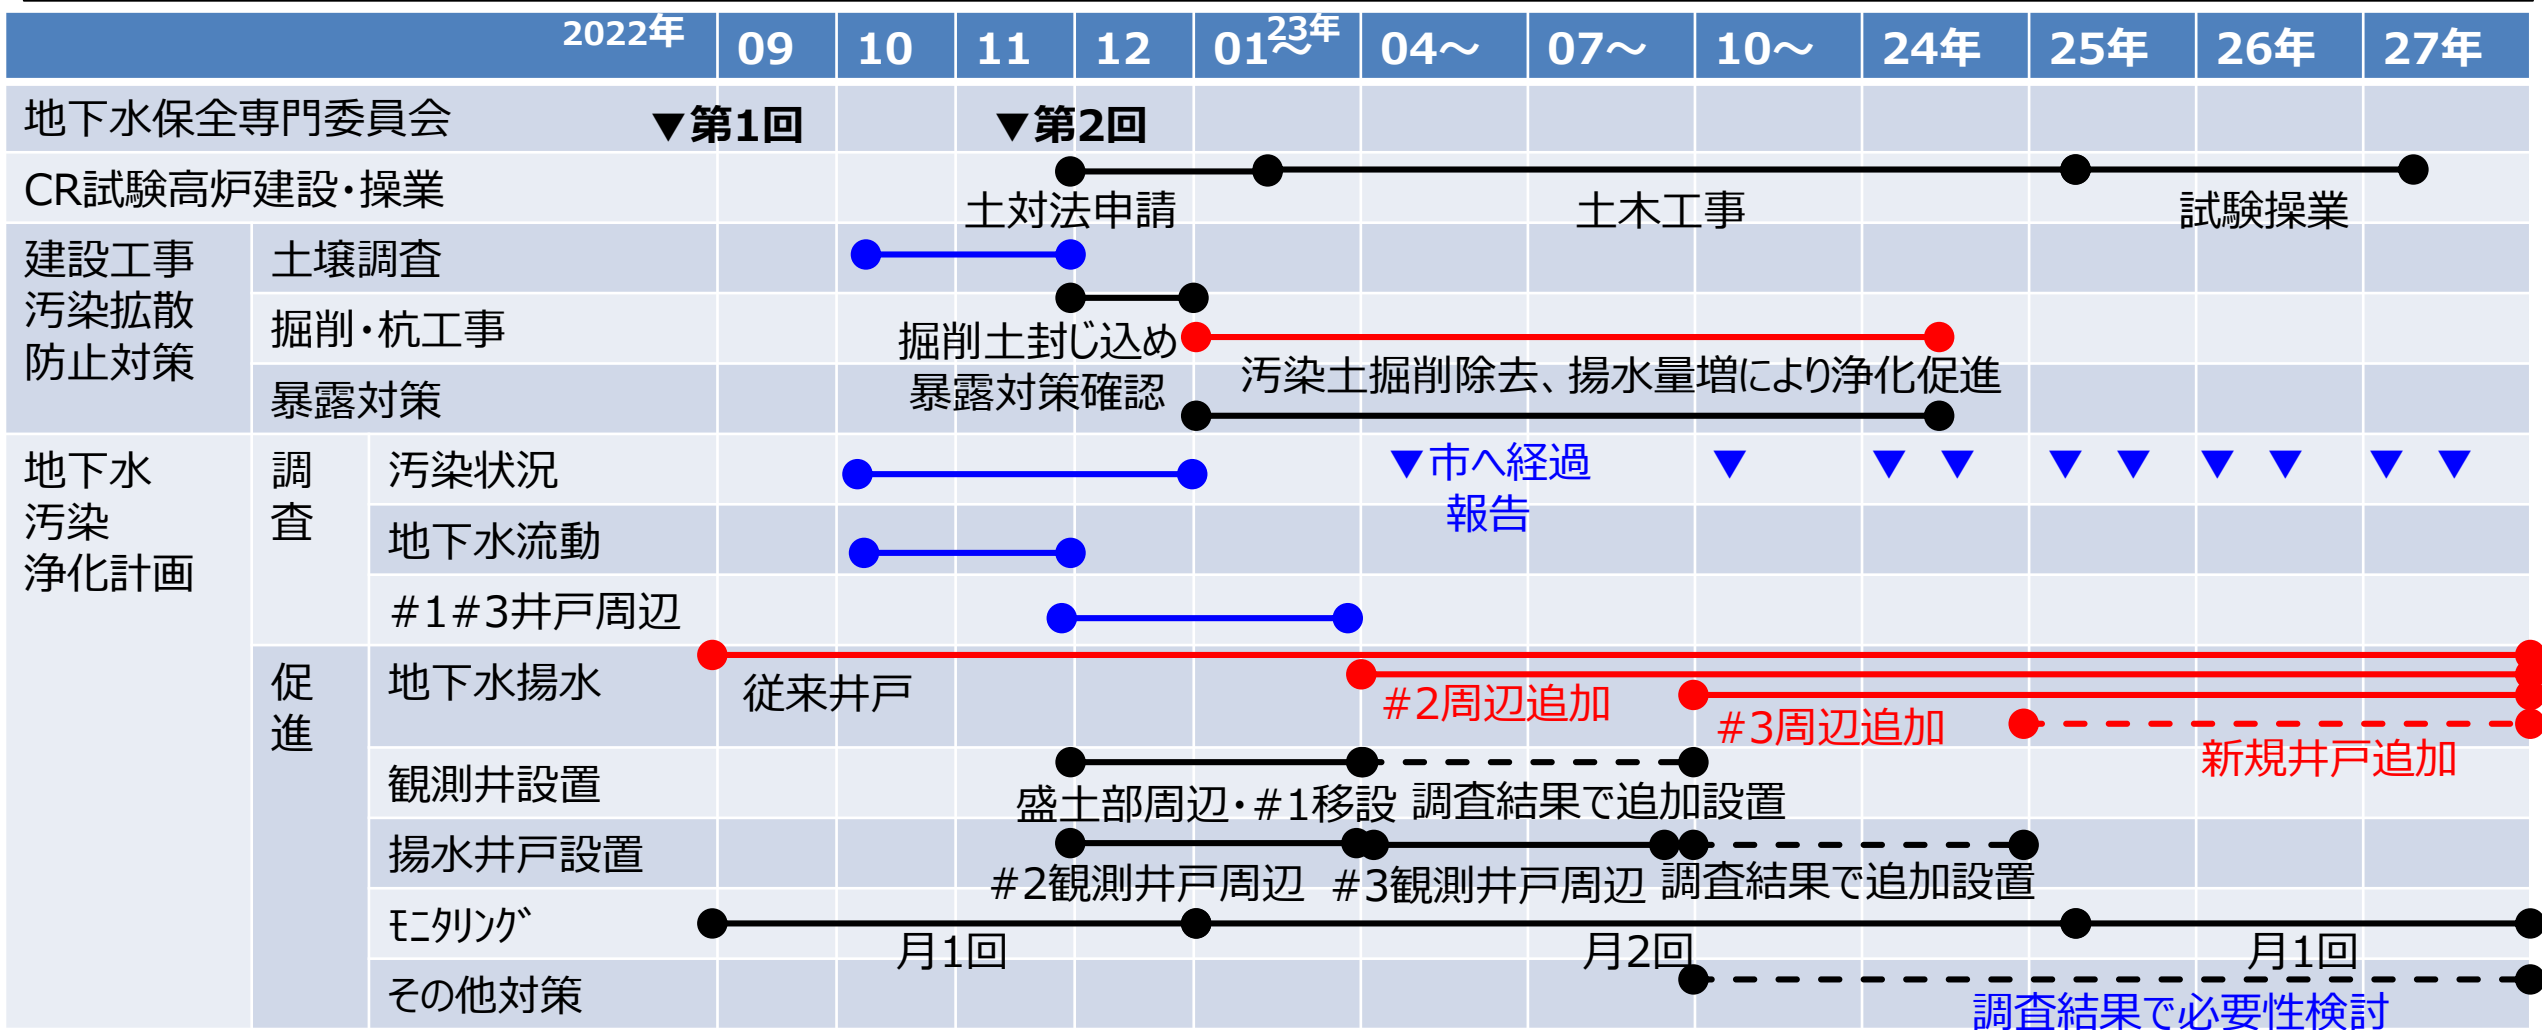 2022年 09 10 11 12 01～ 23年 04～ 07～ 10～ 24年 25年 26年 27年
地下水保全専門委員会 ▼第1回 ▼第2回
CR試験高炉建設・操業
土対法申請 土木工事 試験操業
建設工事
汚染拡散
防止対策
土壌調査
掘削・杭工事
掘削土封じ込め
暴露対策確認
汚染土掘削除去、揚水量増により浄化促進
暴露対策
地下水
汚染
浄化計画
調
査
汚染状況
▼市へ経過
報告
▼ ▼ ▼ ▼ ▼ ▼ ▼ ▼ ▼
地下水流動
#1#3井戸周辺
促
進
地下水揚水
従来井戸
#2周辺追加
#3周辺追加
新規井戸追加
観測井設置
盛土部周辺・#1移設 調査結果で追加設置
揚水井戸設置
#2観測井戸周辺 #3観測井戸周辺 調査結果で追加設置
ﾓﾆﾀﾘﾝｸﾞ
月1回 月2回 月1回
その他対策
調査結果で必要性検討